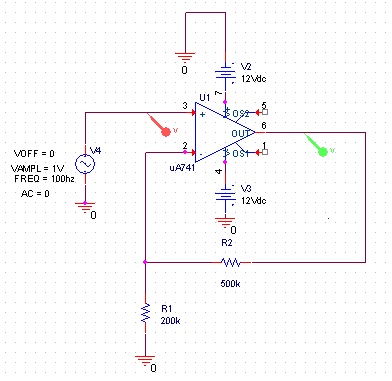 V2
0
12Vdc
7
U1
3
+
OS2
5
OUT
6
2
-
OS1
1
uA741
4
V3
12Vdc
0
VOFF = 0
V4
VAMPL = 1V
FREQ = 100hz
AC = 0
0
R2
500k
R1
200k
0
V
V